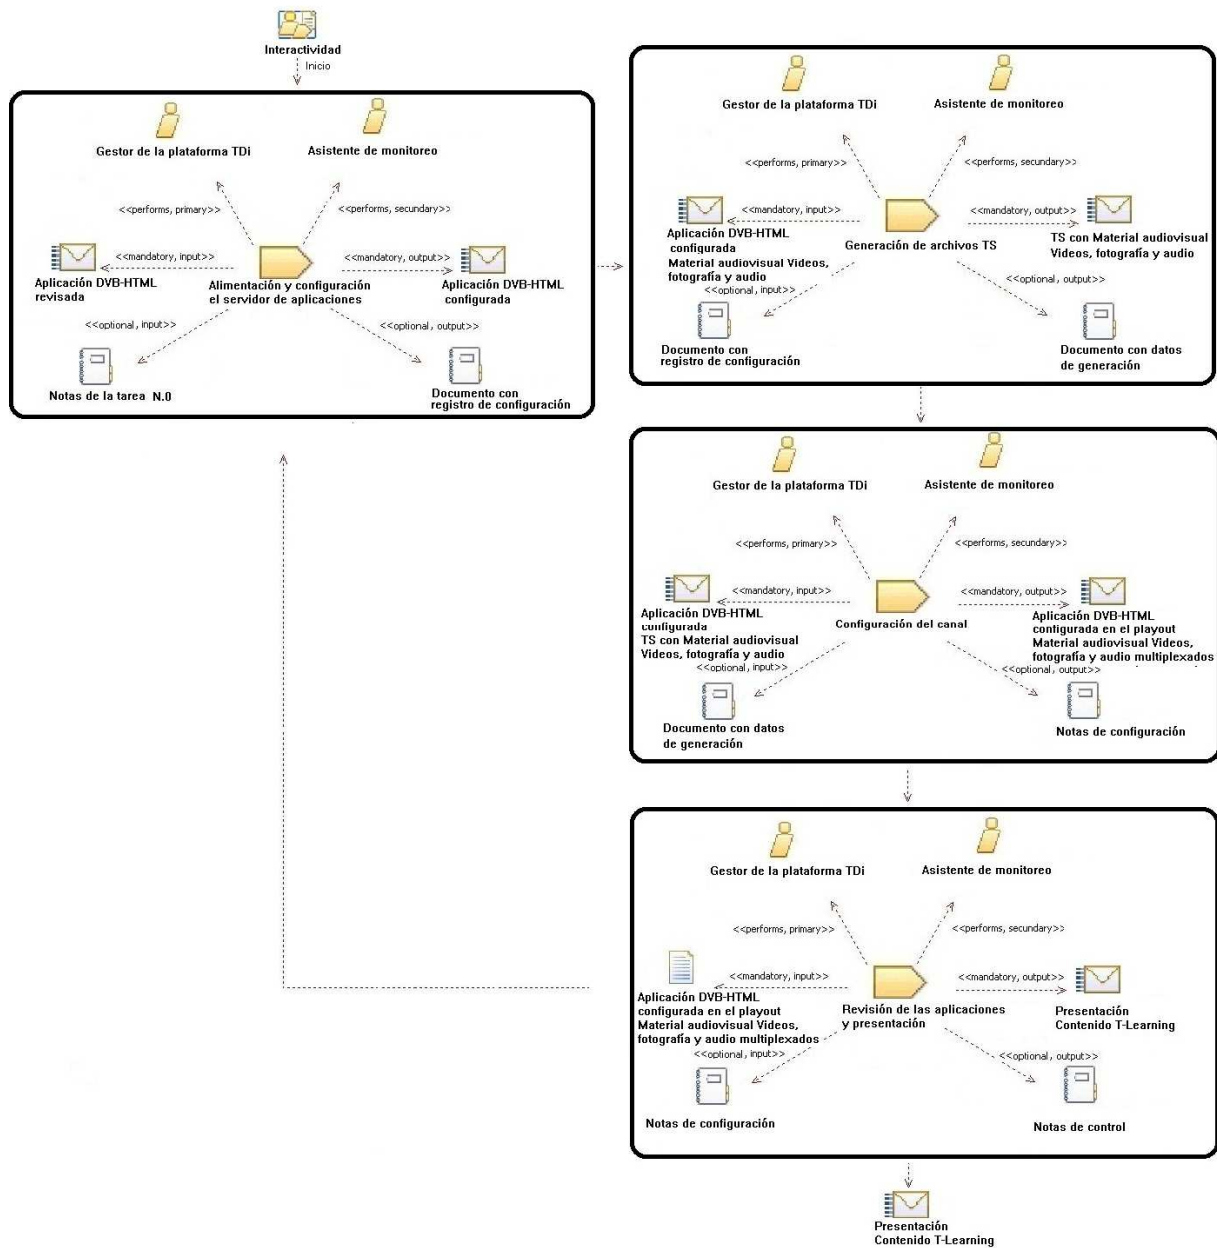 Interactividad
Inicio
Gestor de la plataforma TDi
Asistente de monitoreo
<<performs, primary>>
<<performs, secundary>>
<<mandatory, input>>
<<mandatory, output>>
Aplicación DVB-HTML
revisada
Alimentación y configuración
el servidor de aplicaciones
Aplicación DVB-HTML
configurada
<<optional, input>>
<<optional, output>>
Notas de la tarea N.0
Documento con
registro de configuración
Gestor de la plataforma TDi
Asistente de monitoreo
<<performs, primary>>
<<performs, secundary>>
<<mandatory, input>>
<<mandatory, output>>
Aplicación DVB-HTML
configurada
Material audiovisual Videos,
fotografía y audio
Generación de archivos TS
TS con Material audiovisual
Videos, fotografía y audio
<<optional, input>>
<<optional, output>>
Documento con
registro de configuración
Documento con datos
de generación
Gestor de la plataforma TDi
Asistente de monitoreo
<<performs, primary>>
<<performs, secundary>>
<<mandatory, input>>
<<mandatory, output>>
Aplicación DVB-HTML
configurada
TS con Material audiovisual
Videos, fotografía y audio
Configuración del canal
Aplicación DVB-HTML
configurada en el playout
Material audiovisual Videos,
fotografía y audio multiplexados
<<optional, input>>
<<optional, output>>
Documento con datos
de generación
Notas de configuración
Gestor de la plataforma TDi
Asistente de monitoreo
<<performs, primary>>
<<performs, secundary>>
<<mandatory, input>>
<<mandatory, output>>
Aplicación DVB-HTML
configurada en el playout
Material audiovisual Videos,
fotografía y audio multiplexados
Revisión de las aplicaciones
y presentación
Presentación
Contenido T-Learning
<<optional, input>>
<<optional, output>>
Notas de configuración
Notas de control
Presentación
Contenido T-Learning